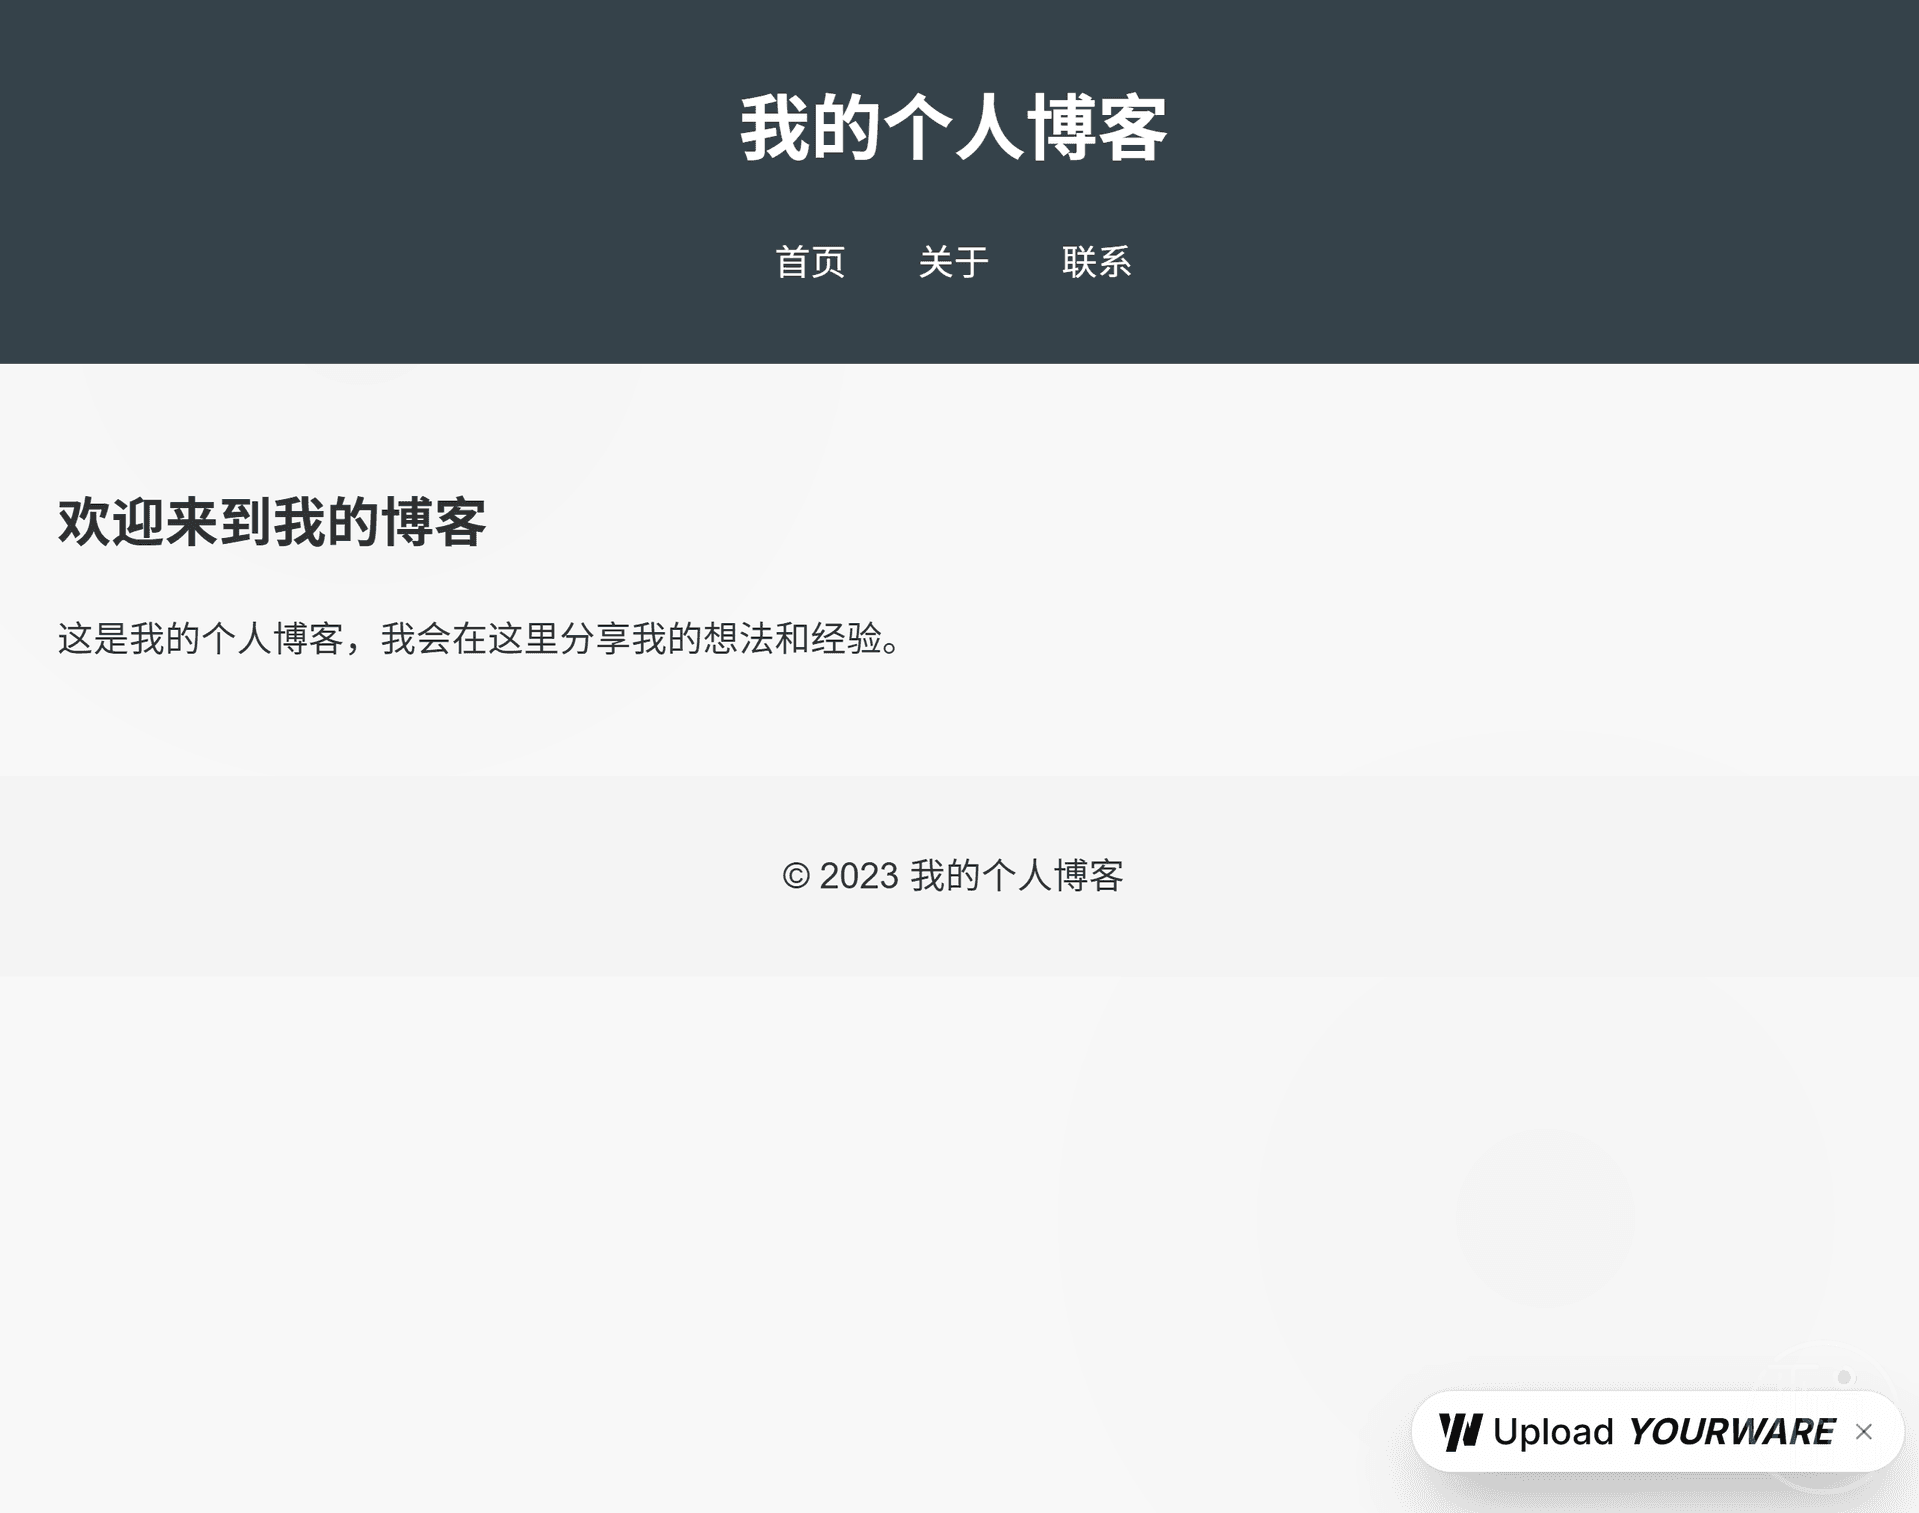 我的个人博客
首页 关于 联系
欢迎来到我的博客
这是我的个人博客，我会在这里分享我的想法和经验。
© 2023 我的个人博客
Upload YOURWARE ×